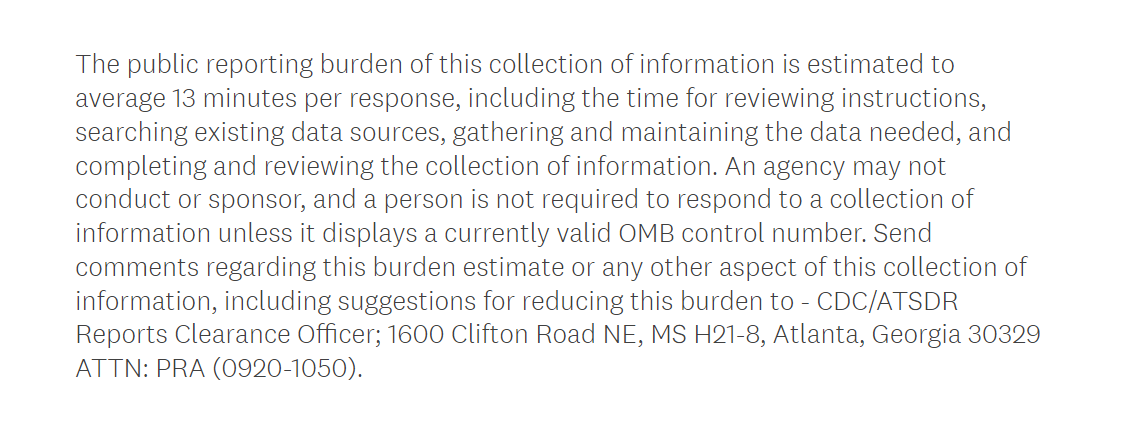 The public reporting burden of this collection of information is estimated to
average 13 minutes per response, including the time for reviewing instructions,
searching existing data sources, gathering and maintaining the data needed, and
completing and reviewing the collection of information. An agency may not
conduct or sponsor, and a person is not required to respond to a collection of
information unless it displays a currently valid OMB control number. Send
comments regarding this burden estimate or any other aspect of this collection of
information, including suggestions for reducing this burden to - CDC/ATSDR
Reports Clearance Officer; 1600 Clifton Road NE, MS H21-8, Atlanta, Georgia 30329
ATTN: PRA (0920-1050).